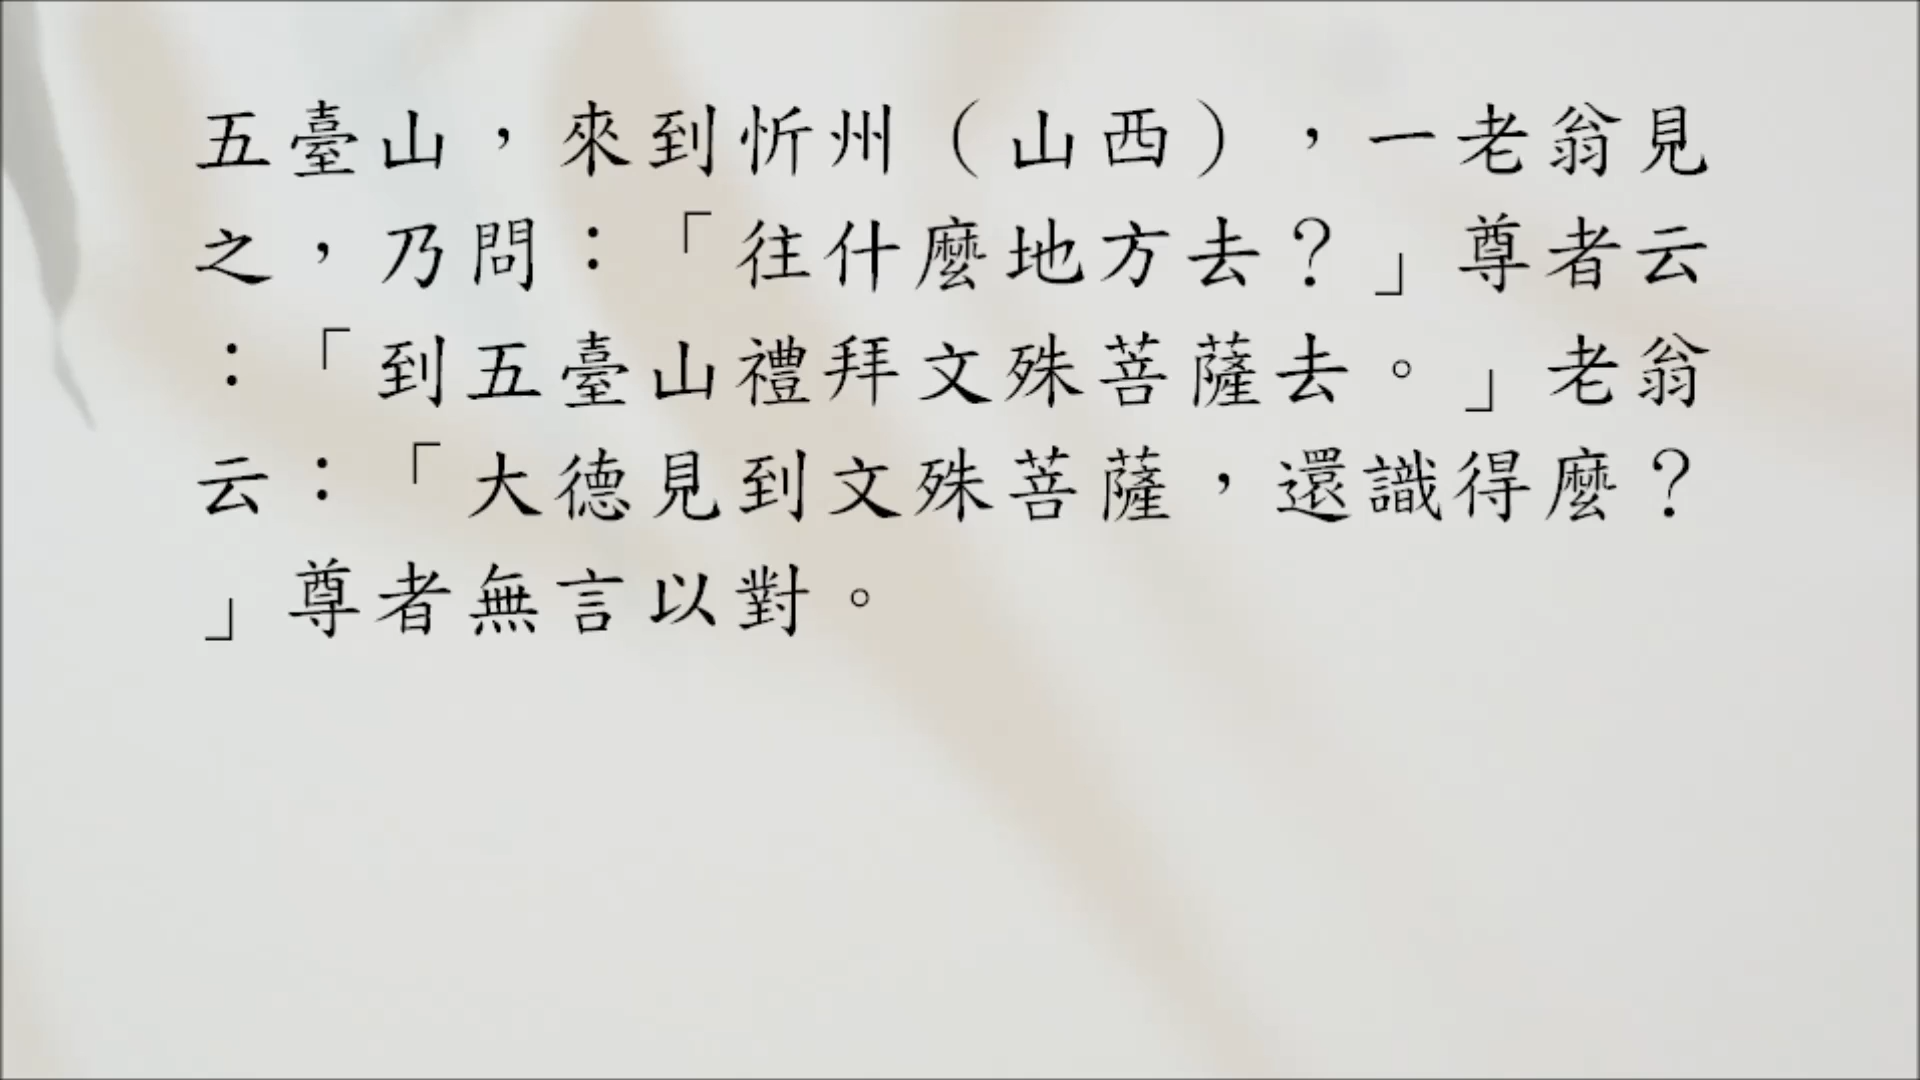 五臺山，來到忻州（山西），一老翁見
之，乃問：「往什麼地方去？」尊者云
：「到五臺山禮拜文殊菩薩去。」老翁
云：「大德見到文殊菩薩，還識得麼？
」尊者無言以對。